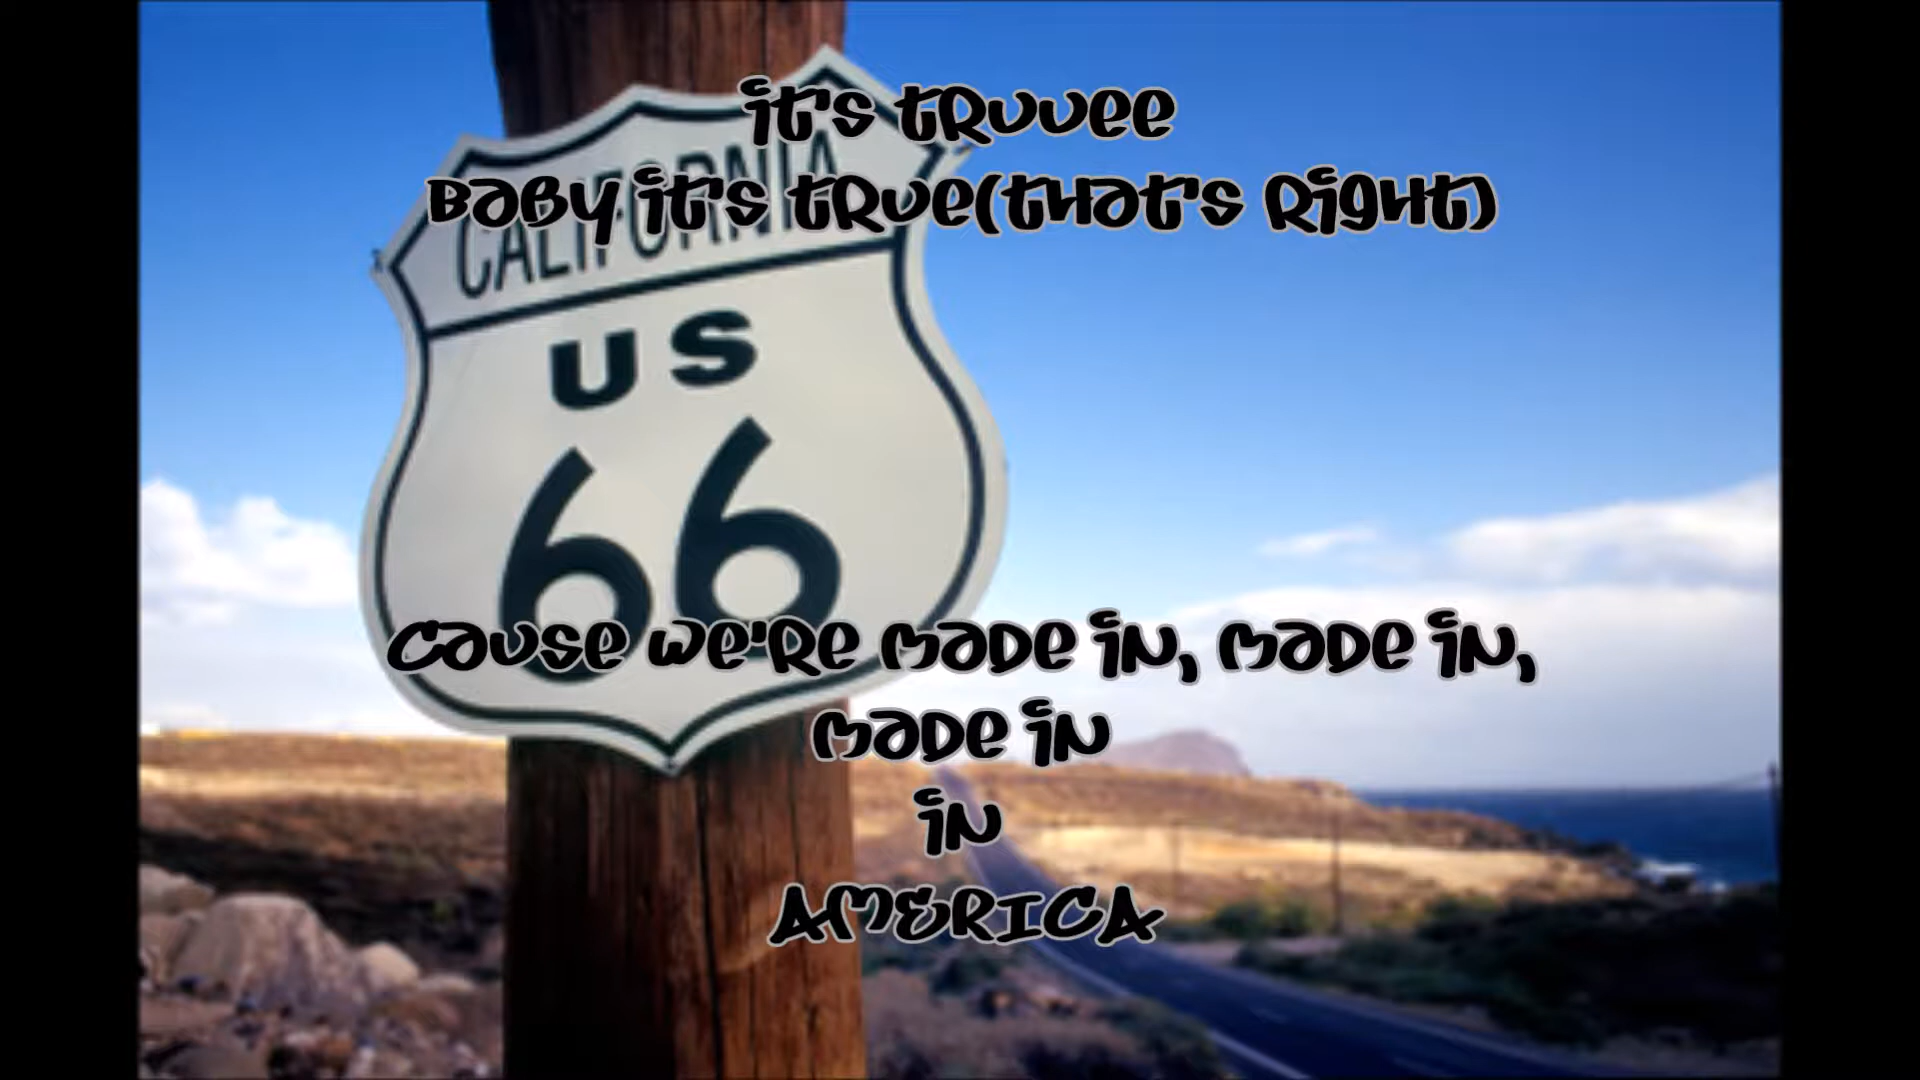 it's truuee
Baby it's true(that's right)
CALIFORNIA
US
66
cause we're made in, made in,
made in
in
AMERICA